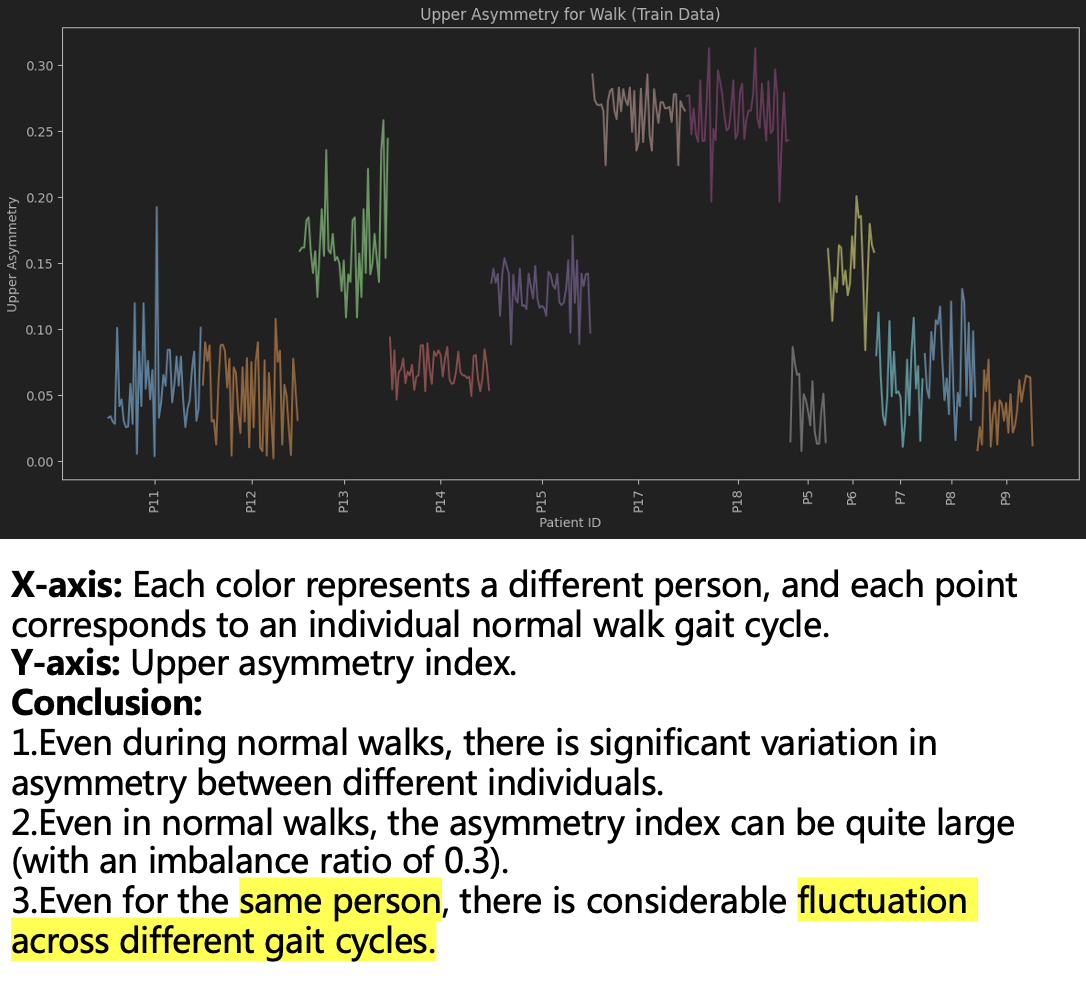 Upper Asymmetry for Walk (Train Data)
0.30
0.25
0.20
0.15
0.10
0.05
0.00
Upper Asymmetry
P11
P12
P13
P14
P15
P17
P18
P5
P6
P7
P8
P9
Patient ID
X-axis: Each color represents a different person, and each point
corresponds to an individual normal walk gait cycle.
Y-axis: Upper asymmetry index.
Conclusion:
1.Even during normal walks, there is significant variation in
asymmetry between different individuals.
2.Even in normal walks, the asymmetry index can be quite large
(with an imbalance ratio of 0.3).
3.Even for the same person, there is considerable fluctuation
across different gait cycles.